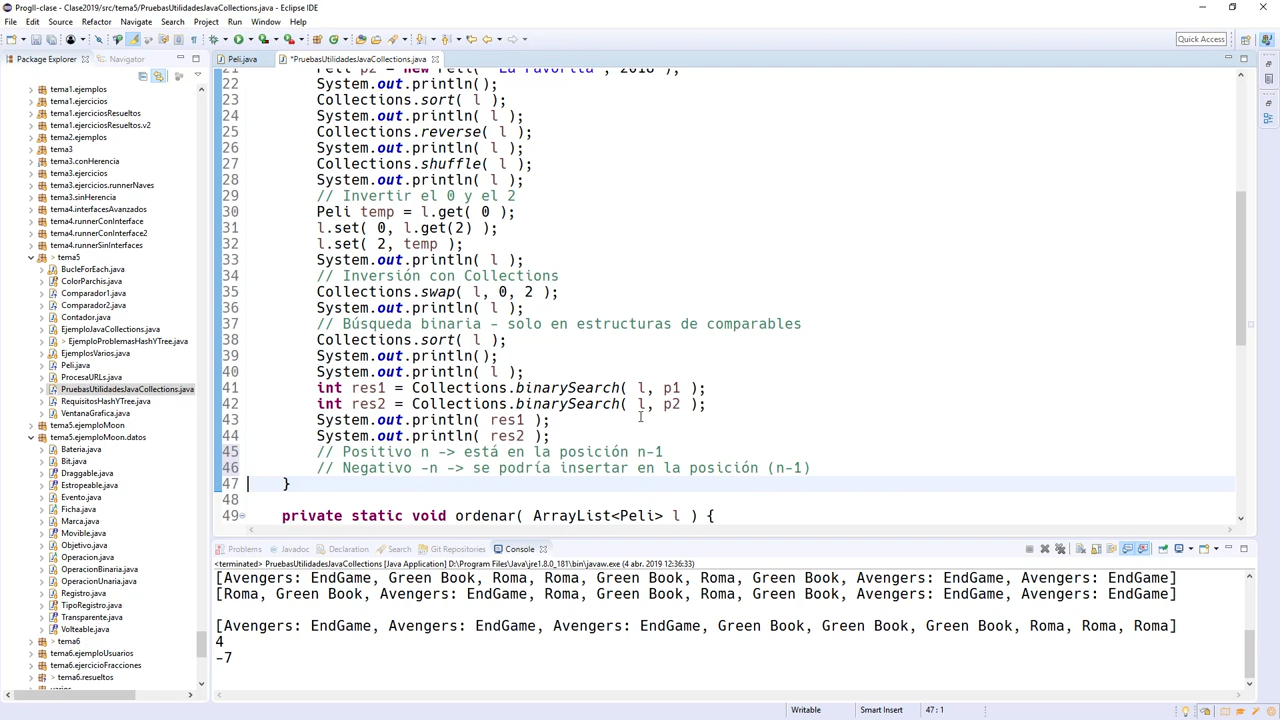 ProgII-clase - Clase2019/src/tema5/PruebasUtilidadesJavaCollections.java - Eclipse IDE
File Edit Source Refactor Navigate Search Project Run Window Help
Quick Access
Package Explorer Navigator
Peli.java *PruebasUtilidadesJavaCollections.java
tema1.ejemplos
tema1.ejercicios
tema1.ejerciciosResueltos
tema1.ejerciciosResueltos.v2
tema2.ejemplos
tema3
tema3.conHerencia
tema3.ejercicios
tema3.ejercicios.runnerNaves
tema3.sinHerencia
tema4.interfacesAvanzados
tema4.runnerConInterface
tema4.runnerConInterface2
tema4.runnerSinInterfaces
> tema5
BucleForEach.java
ColorParchis.java
Comparador1.java
Comparador2.java
Contador.java
EjemploJavaCollections.java
> EjemploProblemasHashYTree.java
EjemplosVarios.java
Peli.java
ProcesaURLs.java
PruebasUtilidadesJavaCollections.java
RequisitosHashYTree.java
VentanaGrafica.java
tema5.ejemploMoon
tema5.ejemploMoon.datos
Bateria.java
Bit.java
Draggable.java
Estropeable.java
Evento.java
Ficha.java
Marca.java
Movible.java
Objetivo.java
Operacion.java
OperacionBinaria.java
OperacionUnaria.java
Registro.java
TipoRegistro.java
Transparente.java
Volteable.java
> tema6
tema6.ejemploUsuarios
tema6.ejercicioFracciones
> tema6.resueltos
varios
21 Peli p2 = new Peli( "La Favorita", 2018 );
22 System.out.println();
23 Collections.sort( l );
24 System.out.println( l );
25 Collections.reverse( l );
26 System.out.println( l );
27 Collections.shuffle( l );
28 System.out.println( l );
29 // Invertir el 0 y el 2
30 Peli temp = l.get( 0 );
31 l.set( 0, l.get(2) );
32 l.set( 2, temp );
33 System.out.println( l );
34 // Inversión con Collections
35 Collections.swap( l, 0, 2 );
36 System.out.println( l );
37 // Búsqueda binaria - solo en estructuras de comparables
38 Collections.sort( l );
39 System.out.println();
40 System.out.println( l );
41 int res1 = Collections.binarySearch( l, p1 );
42 int res2 = Collections.binarySearch( l, p2 );
43 System.out.println( res1 );
44 System.out.println( res2 );
45 // Positivo n -> está en la posición n-1
46 // Negativo -n -> se podría insertar en la posición (n-1)
47 }
48
49 private static void ordenar( ArrayList<Peli> l ) {
Problems Javadoc Declaration Search Git Repositories Console
<terminated> PruebasUtilidadesJavaCollections [Java Application] D:\Program Files\Java\jre1.8.0_181\bin\javaw.exe (4 abr. 2019 12:36:33)
[Avengers: EndGame, Green Book, Roma, Roma, Green Book, Roma, Green Book, Avengers: EndGame, Avengers: EndGame]
[Roma, Green Book, Avengers: EndGame, Roma, Green Book, Roma, Green Book, Avengers: EndGame, Avengers: EndGame]
[Avengers: EndGame, Avengers: EndGame, Avengers: EndGame, Green Book, Green Book, Green Book, Roma, Roma, Roma]
4
-7
Writable Smart Insert 47 : 1